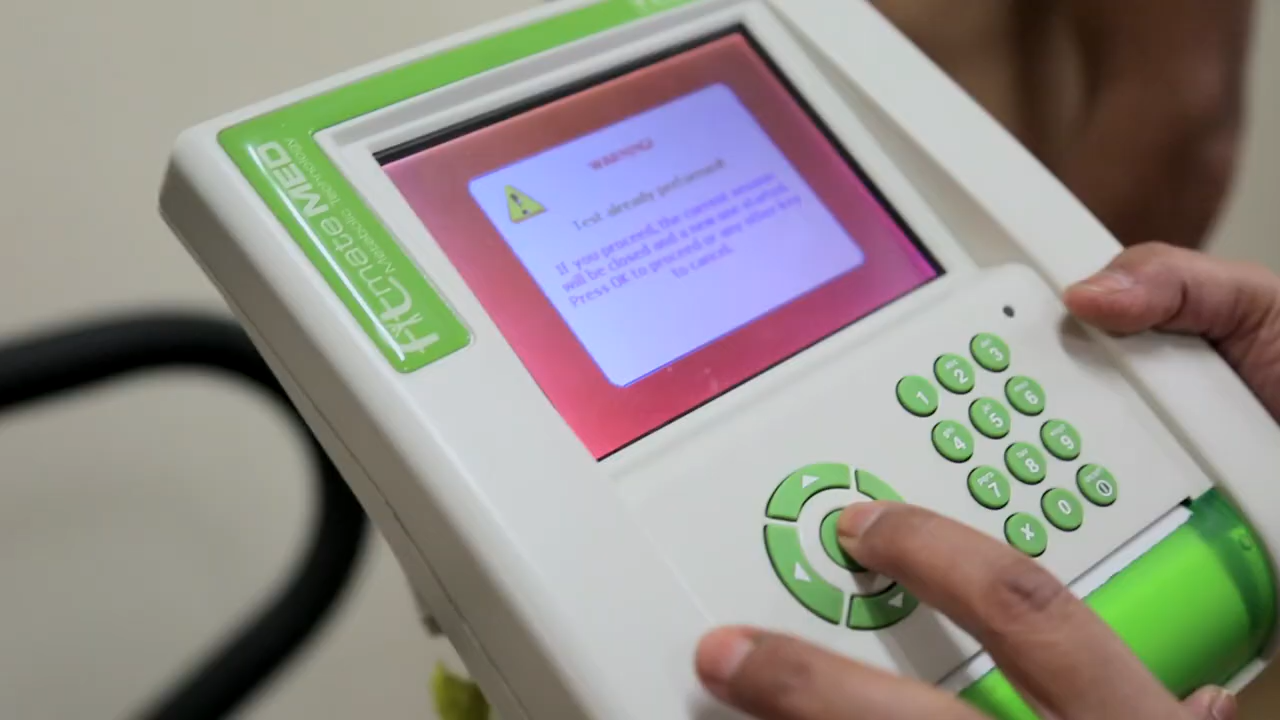 Fitmate MED
Metabolic Technology
WARNING!
Test already performed!
If you proceed, the current session
will be closed and a new one started.
Press OK to proceed or any other key
to cancel.
1
2
3
4
5
6
7
8
9
X
0